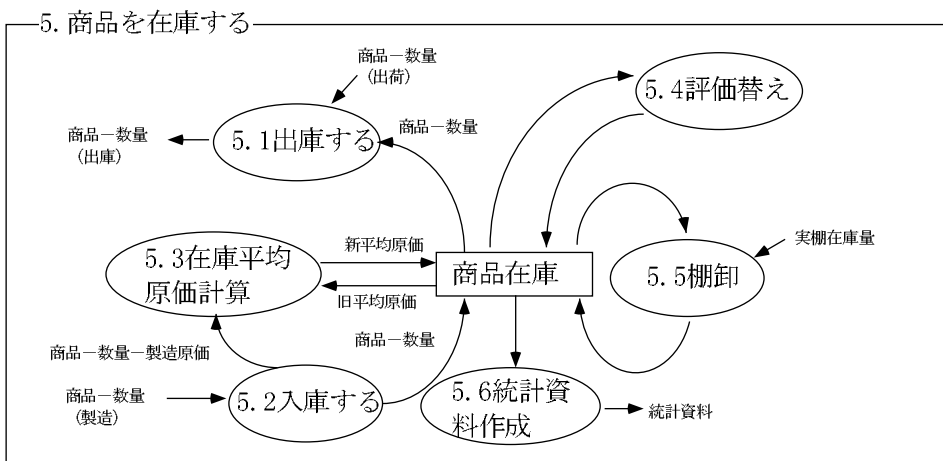 5. 商品を在庫する
商品－数量
(出荷)
5.4評価替え
商品－数量
(出庫)
5.1出庫する
商品－数量
新平均原価
実棚在庫量
5.3在庫平均
原価計算
商品在庫
5.5棚卸
旧平均原価
商品－数量
商品－数量－製造原価
商品－数量
(製造)
5.2入庫する
5.6統計資
料作成
統計資料